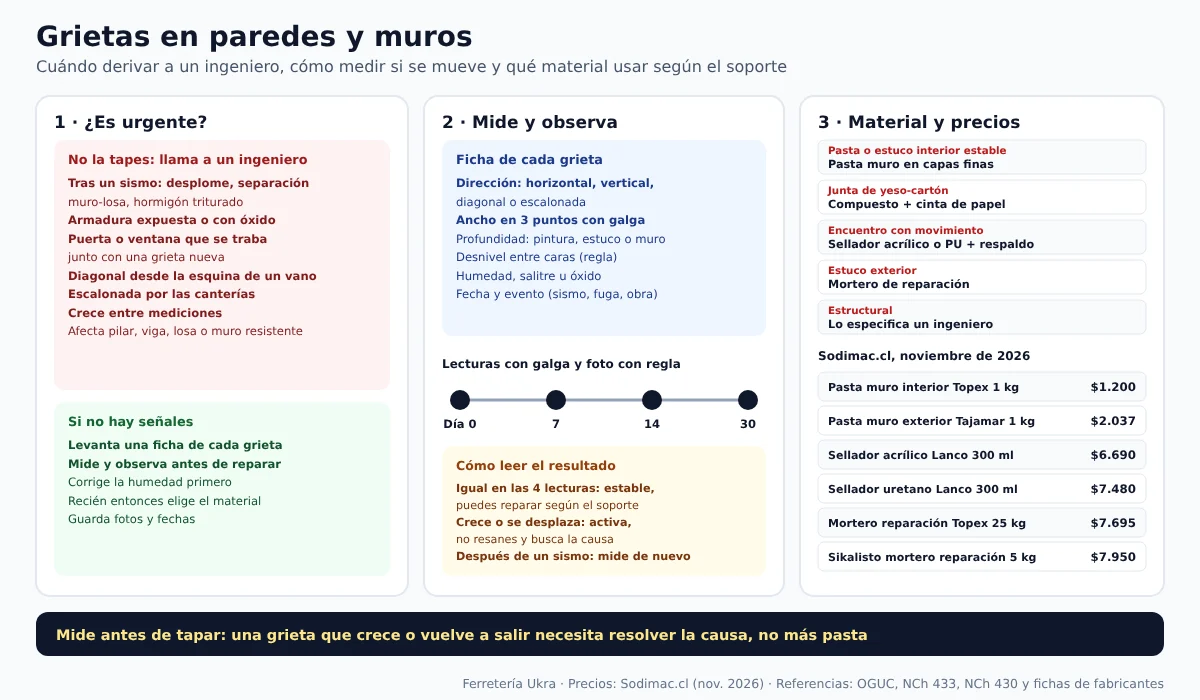 Grietas en paredes y muros
Cuándo derivar a un ingeniero, cómo medir si se mueve y qué material usar según el soporte
1 · ¿Es urgente?
No la tapes: llama a un ingeniero
Tras un sismo: desplome, separación
muro-losa, hormigón triturado
Armadura expuesta o con óxido
Puerta o ventana que se traba
junto con una grieta nueva
Diagonal desde la esquina de un vano
Escalonada por las canterías
Crece entre mediciones
Afecta pilar, viga, losa o muro resistente
Si no hay señales
Levanta una ficha de cada grieta
Mide y observa antes de reparar
Corrige la humedad primero
Recién entonces elige el material
Guarda fotos y fechas
2 · Mide y observa
Ficha de cada grieta
Dirección: horizontal, vertical,
diagonal o escalonada
Ancho en 3 puntos con galga
Profundidad: pintura, estuco o muro
Desnivel entre caras (regla)
Humedad, salitre u óxido
Fecha y evento (sismo, fuga, obra)
Lecturas con galga y foto con regla
Día 0 7 14 30
Cómo leer el resultado
Igual en las 4 lecturas: estable,
puedes reparar según el soporte
Crece o se desplaza: activa,
no resanes y busca la causa
Después de un sismo: mide de nuevo
3 · Material y precios
Pasta o estuco interior estable
Pasta muro en capas finas
Junta de yeso-cartón
Compuesto + cinta de papel
Encuentro con movimiento
Sellador acrílico o PU + respaldo
Estuco exterior
Mortero de reparación
Estructural
Lo especifica un ingeniero
Sodimac.cl, noviembre de 2026
Pasta muro interior Topex 1 kg $1.200
Pasta muro exterior Tajamar 1 kg $2.037
Sellador acrílico Lanco 300 ml $6.690
Sellador uretano Lanco 300 ml $7.480
Mortero reparación Topex 25 kg $7.695
Sikalisto mortero reparación 5 kg $7.950
Mide antes de tapar: una grieta que crece o vuelve a salir necesita resolver la causa, no más pasta
Ferretería Ukra · Precios: Sodimac.cl (nov. 2026) · Referencias: OGUC, NCh 433, NCh 430 y fichas de fabricantes